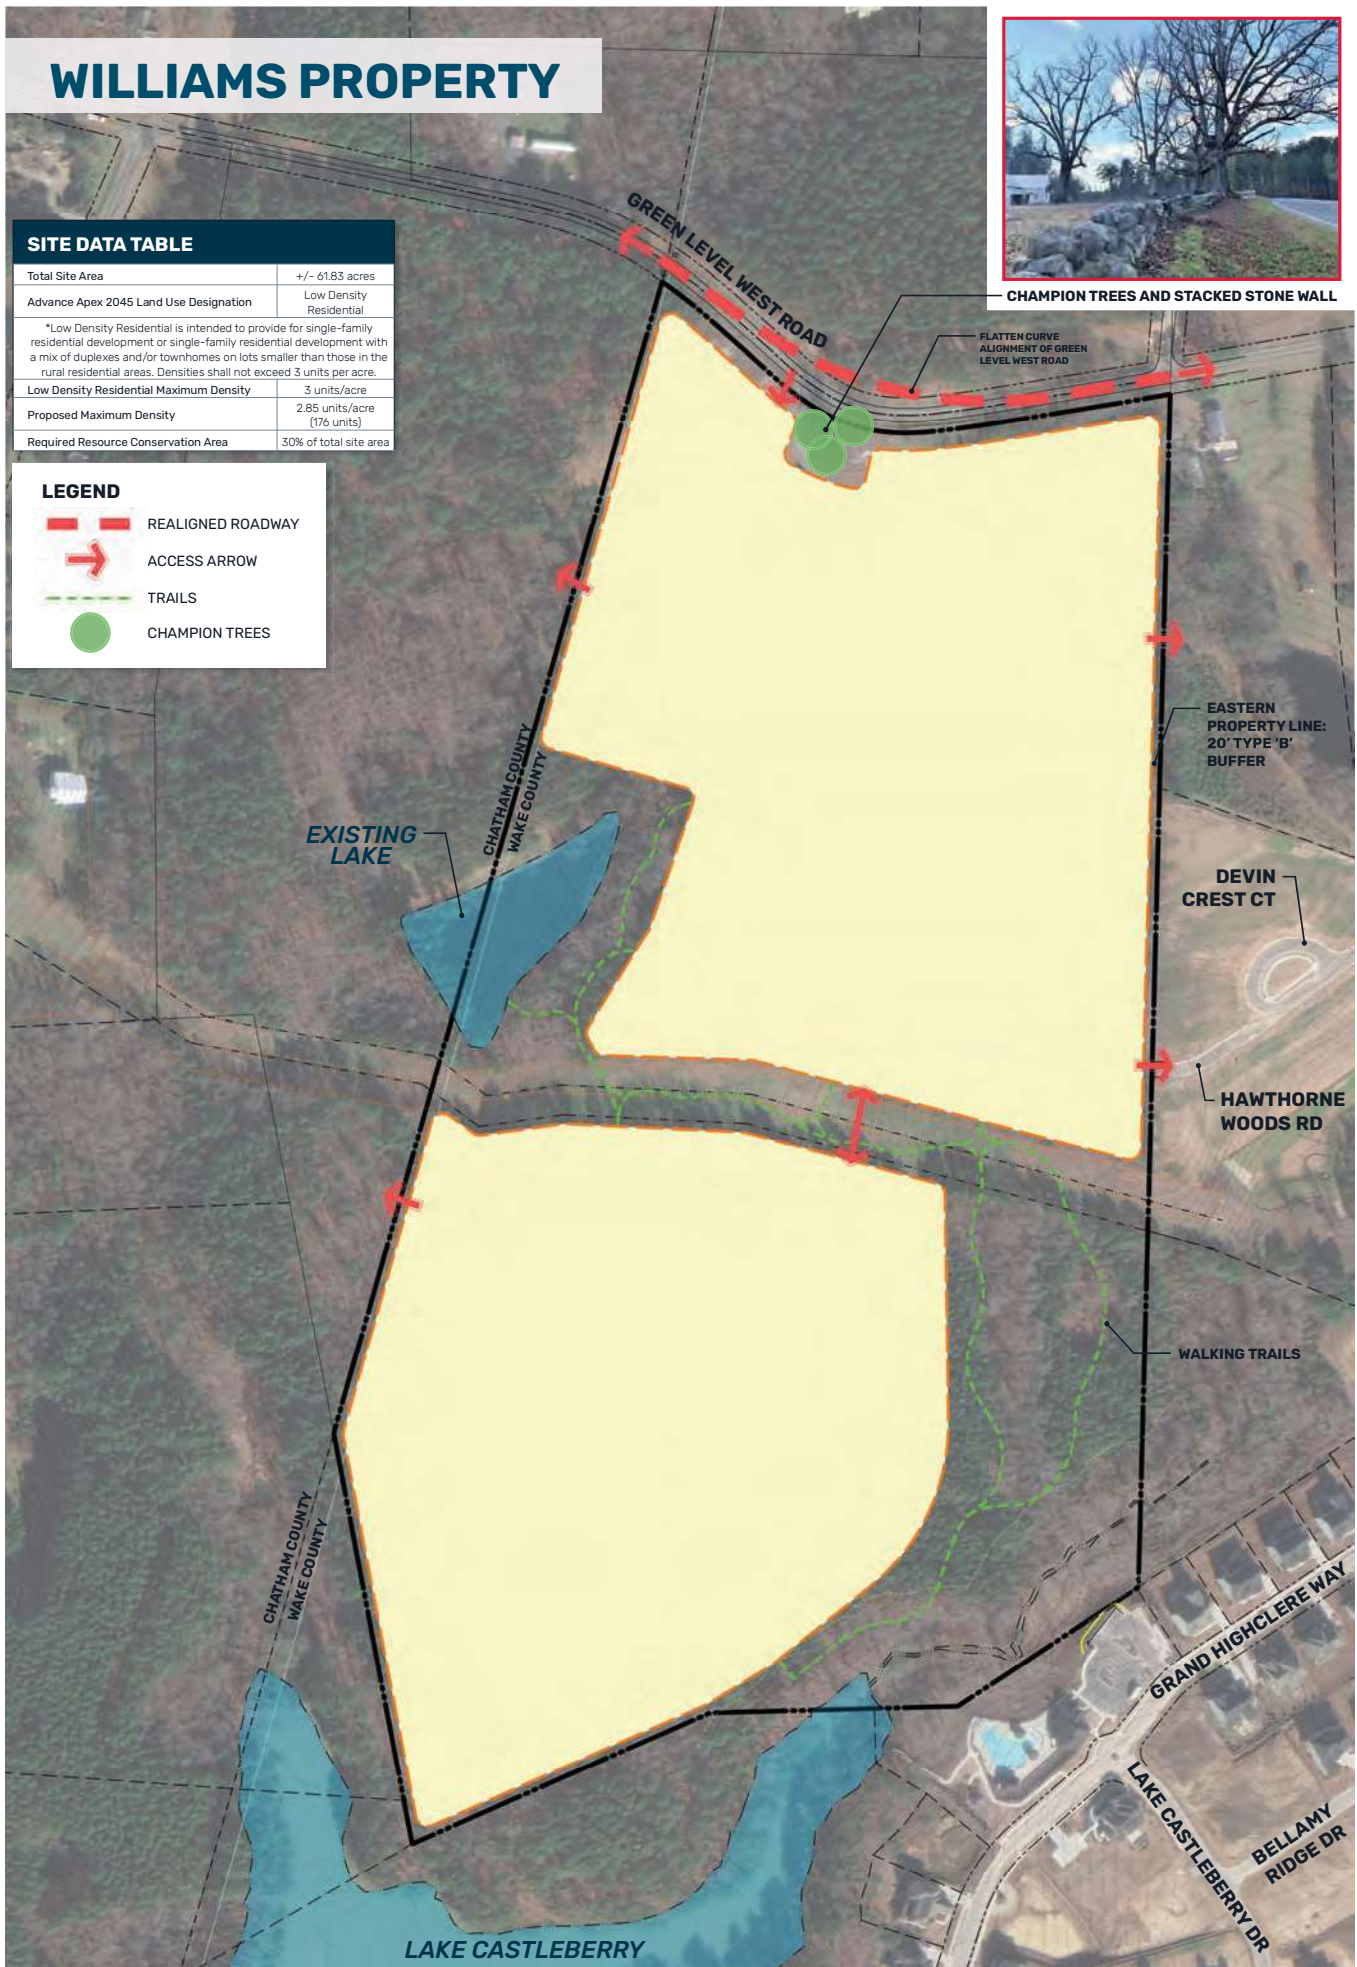 WILLIAMS PROPERTY
SITE DATA TABLE
Total Site Area
+/- 61.83 acres
Advance Apex 2045 Land Use Designation
Low Density
Residential
*Low Density Residential is intended to provide for single-family
residential development or single-family residential development with
a mix of duplexes and/or townhomes on lots smaller than those in the
rural residential areas. Densities shall not exceed 3 units per acre.
Low Density Residential Maximum Density
3 units/acre
Proposed Maximum Density
2.85 units/acre
(176 units)
Required Resource Conservation Area
30% of total site area
LEGEND
REALIGNED ROADWAY
ACCESS ARROW
TRAILS
CHAMPION TREES
GREEN LEVEL WEST ROAD
CHAMPION TREES AND STACKED STONE WALL
FLATTEN CURVE
ALIGNMENT OF GREEN
LEVEL WEST ROAD
EASTERN
PROPERTY LINE:
20' TYPE 'B'
BUFFER
CHATHAM COUNTY
WAKE COUNTY
EXISTING
LAKE
DEVIN
CREST CT
HAWTHORNE
WOODS RD
WALKING TRAILS
CHATHAM COUNTY
WAKE COUNTY
GRAND HIGHCLERE WAY
LAKE CASTLEBERRY DR
BELLAMY
RIDGE DR
LAKE CASTLEBERRY